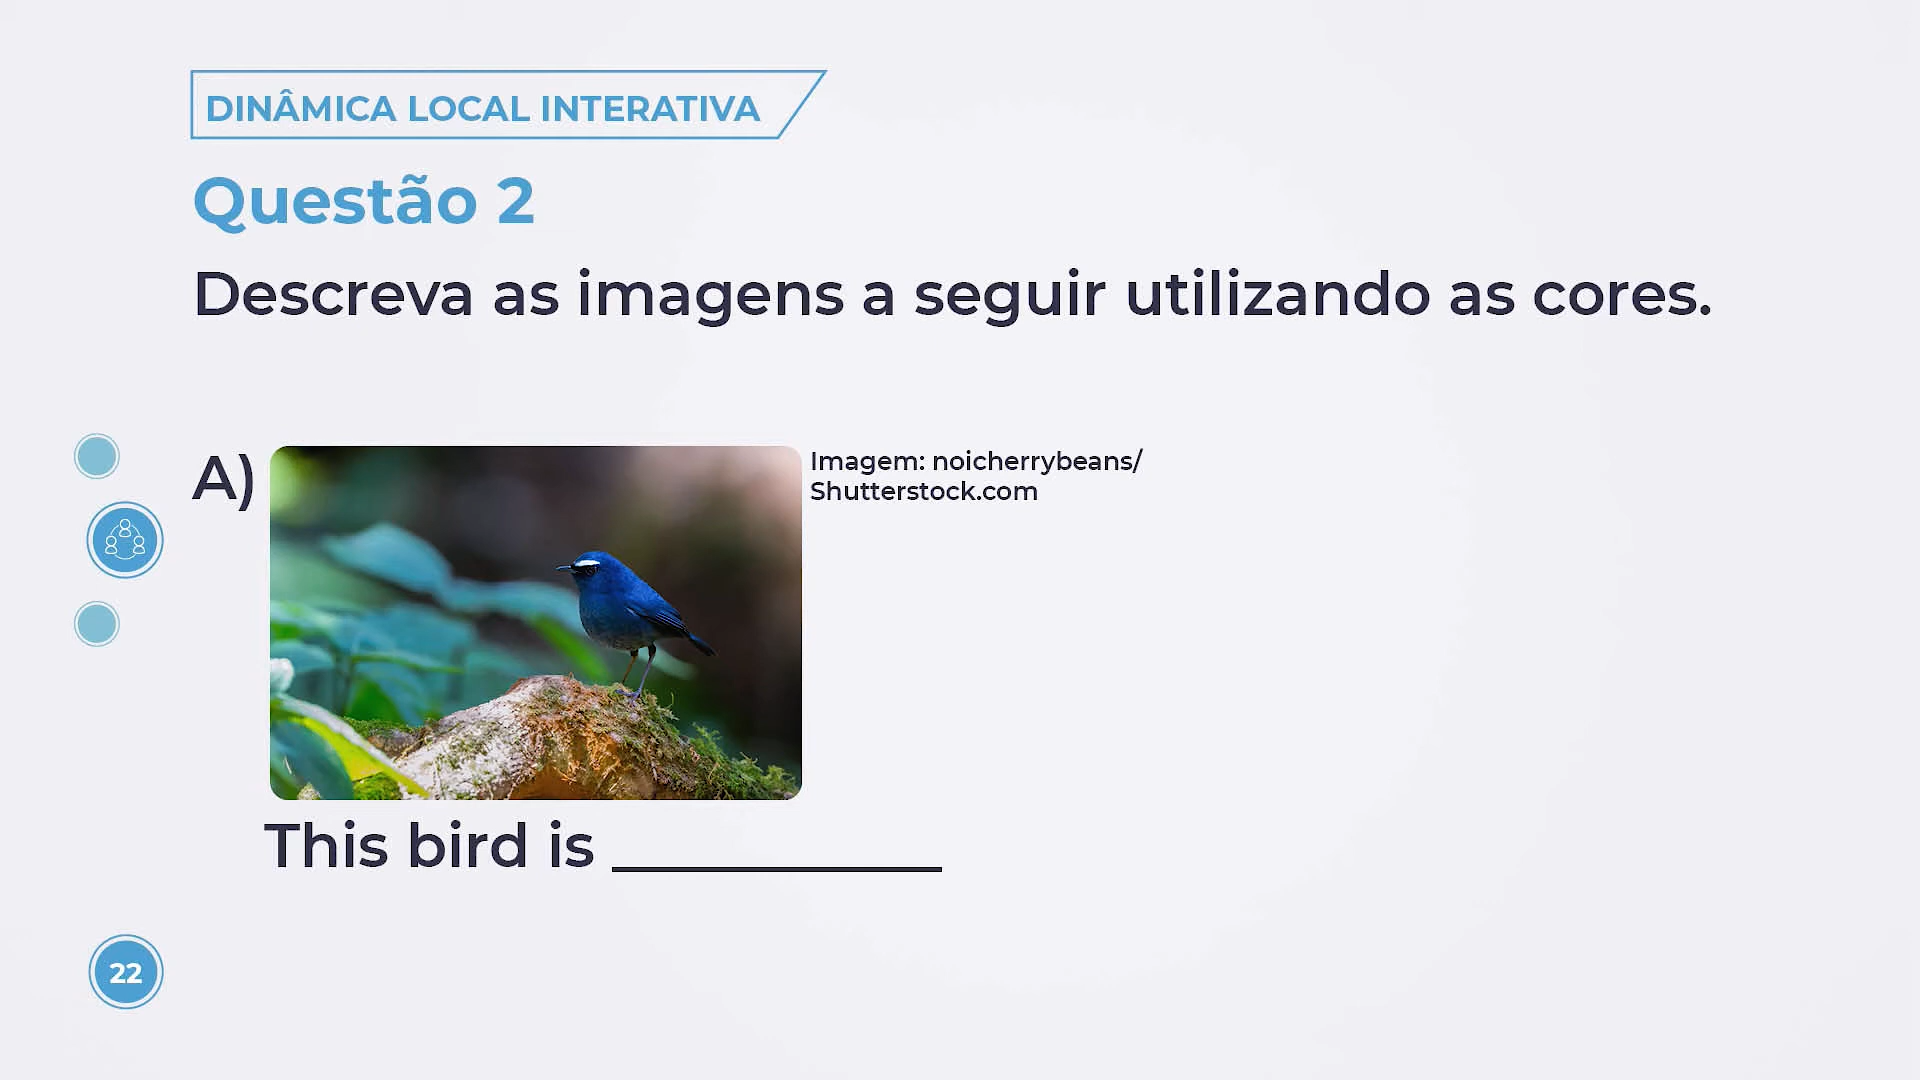 DINÂMICA LOCAL INTERATIVA
Questão 2
Descreva as imagens a seguir utilizando as cores.
A)
Imagem: noicherrybeans/
Shutterstock.com
This bird is __________
22